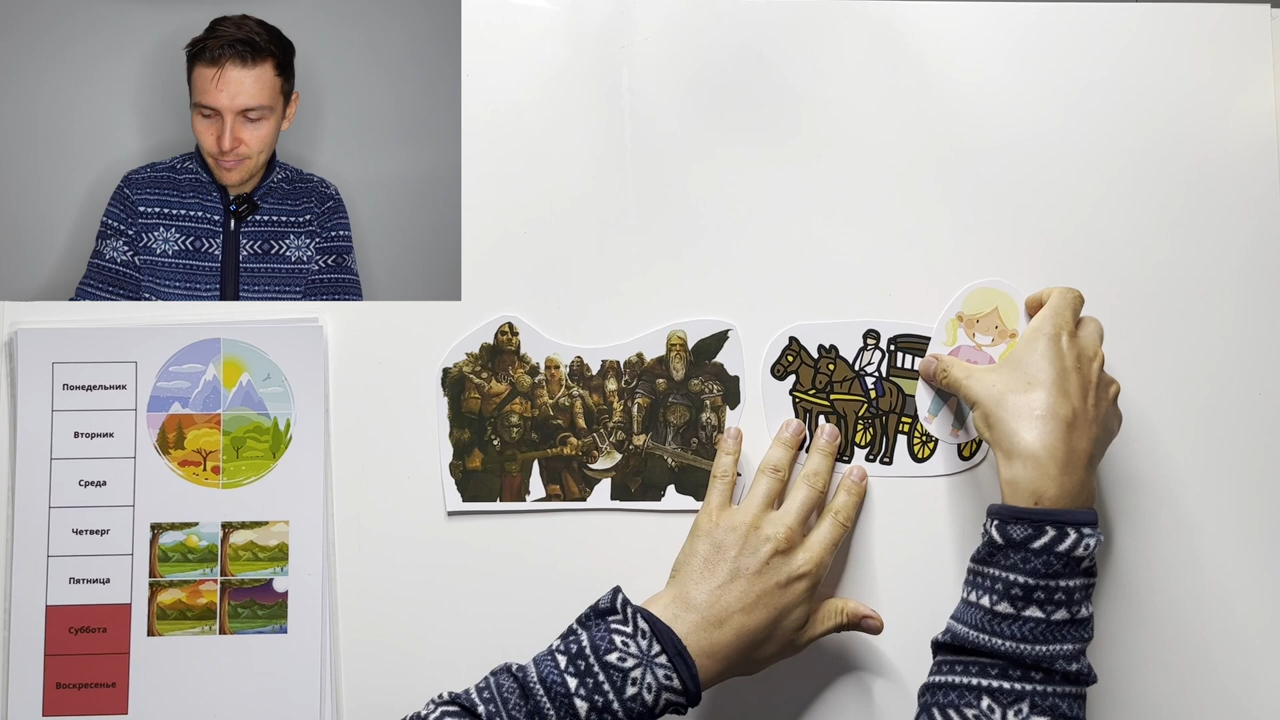 Понедельник
Вторник
Среда
Четверг
Пятница
Суббота
Воскресенье